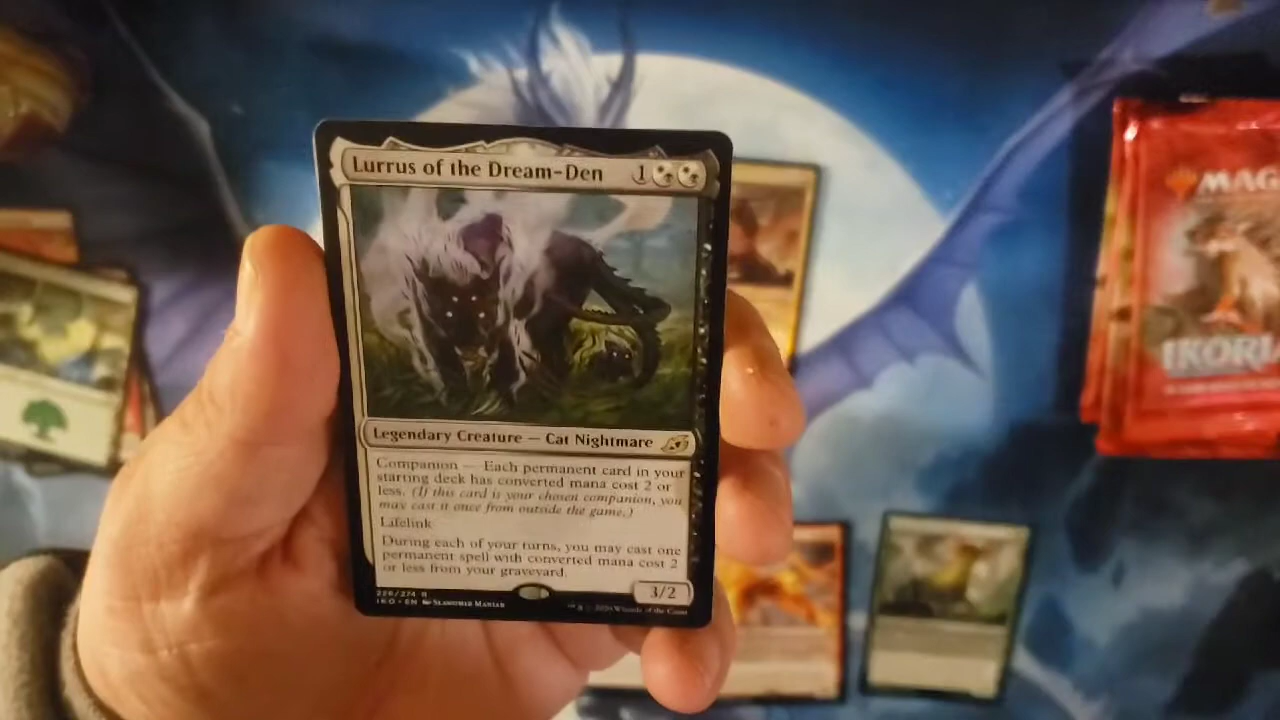 Lurrus of the Dream-Den 1
Legendary Creature — Cat Nightmare
Companion — Each permanent card in your
starting deck has converted mana cost 2 or
less. (If this card is your chosen companion, you
may cast it once from outside the game.)
Lifelink
During each of your turns, you may cast one
permanent spell with converted mana cost 2
or less from your graveyard.
3/2
226/274 R
IKO • EN Slawomir Maniak
2020 Wizards of the Coast
MAG
IKORI